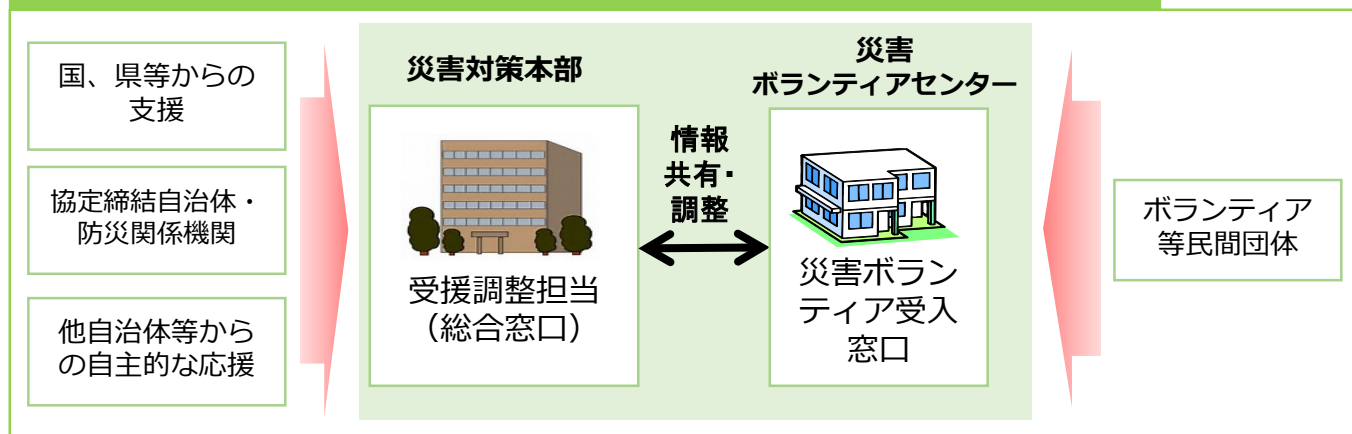 国、県等からの
支援
協定締結自治体・
防災関係機関
他自治体等から
の自主的な応援
災害対策本部
受援調整担当
（総合窓口）
情報
共有・
調整
災害
ボランティアセンター
災害ボラン
ティア受入
窓口
ボランティア
等民間団体